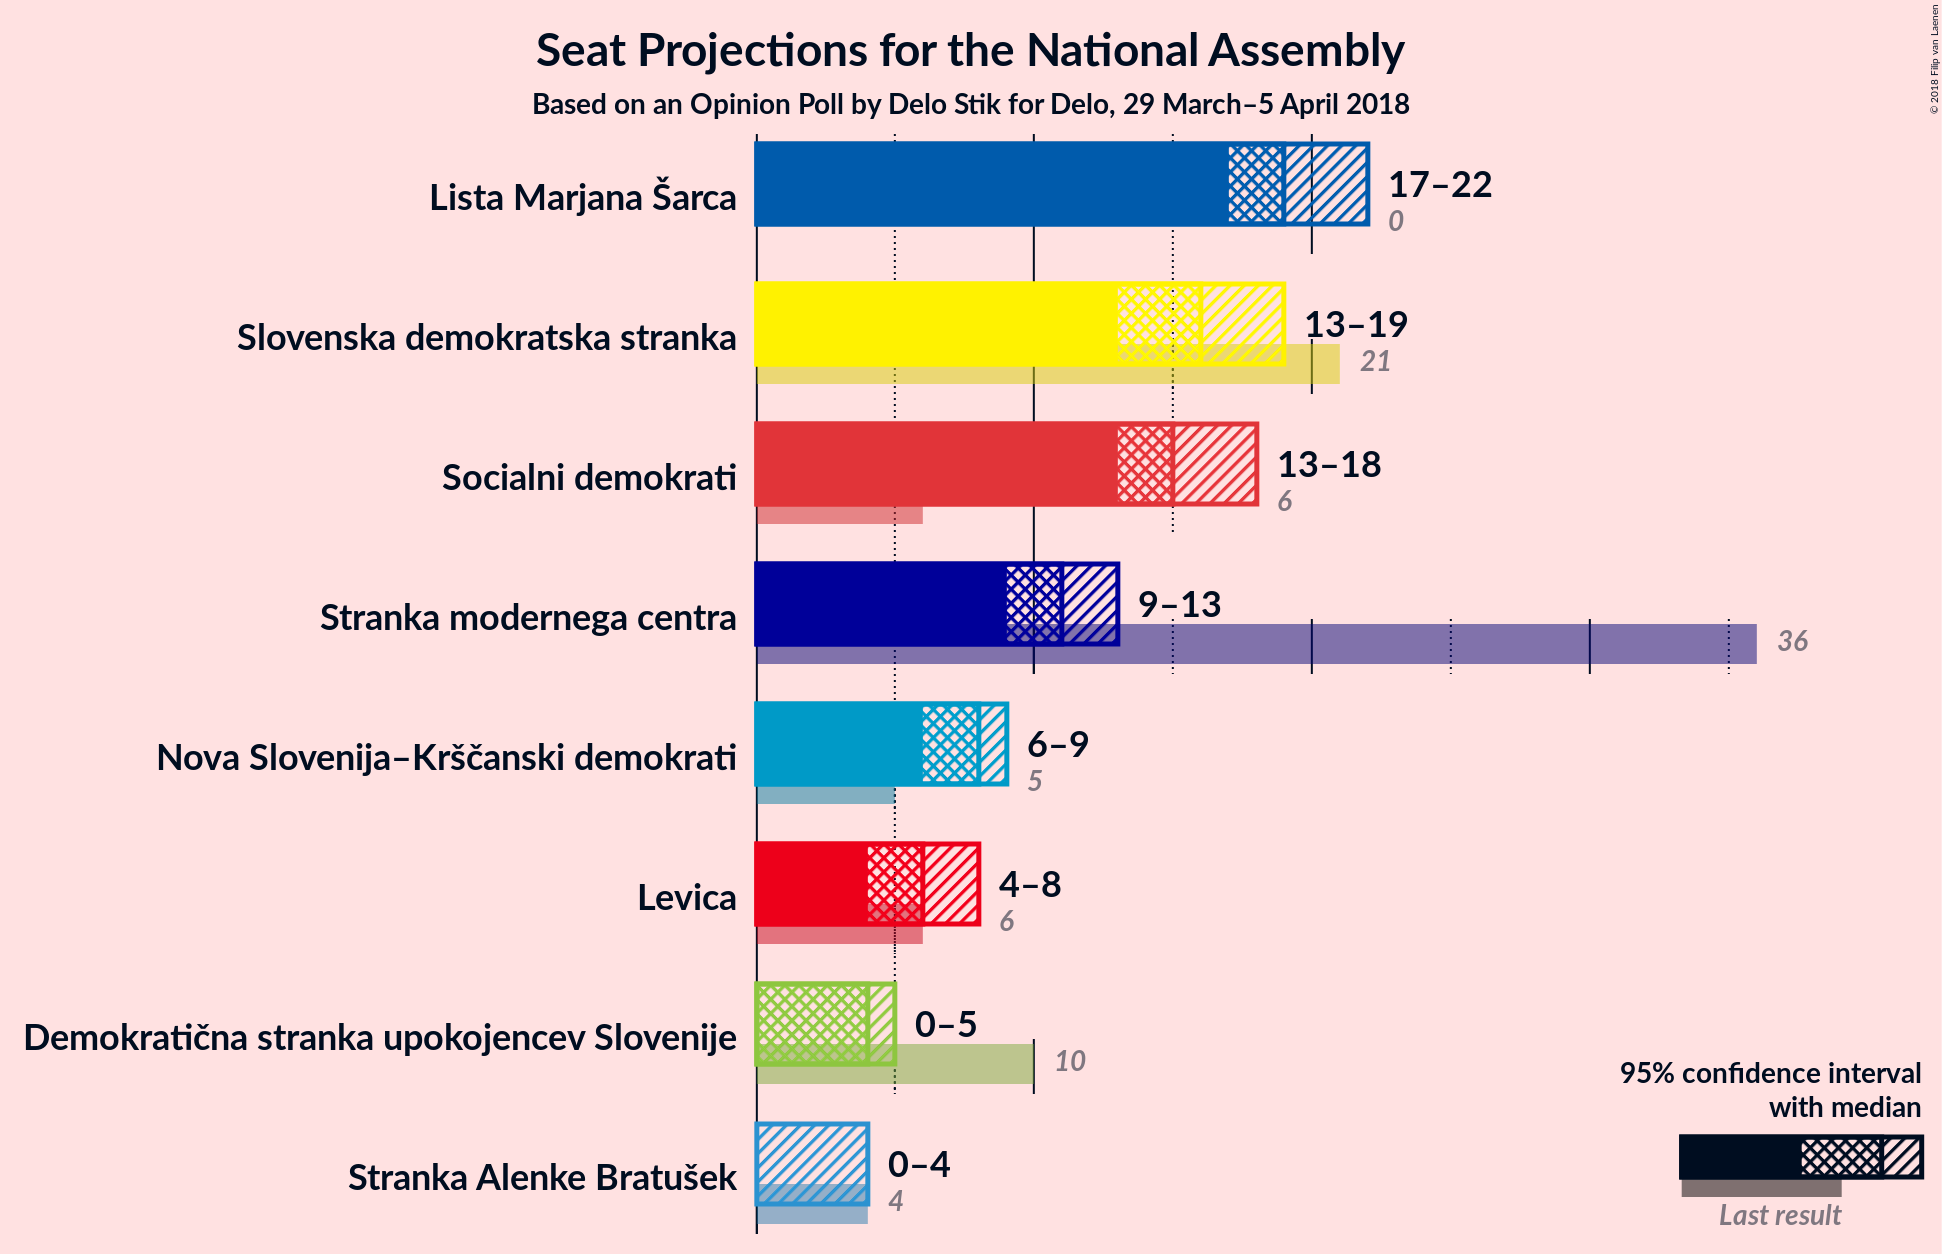 Seat Projections for the National Assembly
Based on an Opinion Poll by Delo Stik for Delo, 29 March–5 April 2018
© 2018 Filip van Laenen
Lista Marjana Šarca
17–22
0
Slovenska demokratska stranka
13–19
21
Socialni demokrati
13–18
6
Stranka modernega centra
9–13
36
Nova Slovenija–Krščanski demokrati
6–9
5
Levica
4–8
6
Demokratična stranka upokojencev Slovenije
0–5
10
Stranka Alenke Bratušek
0–4
4
95% confidence interval
with median
Last result